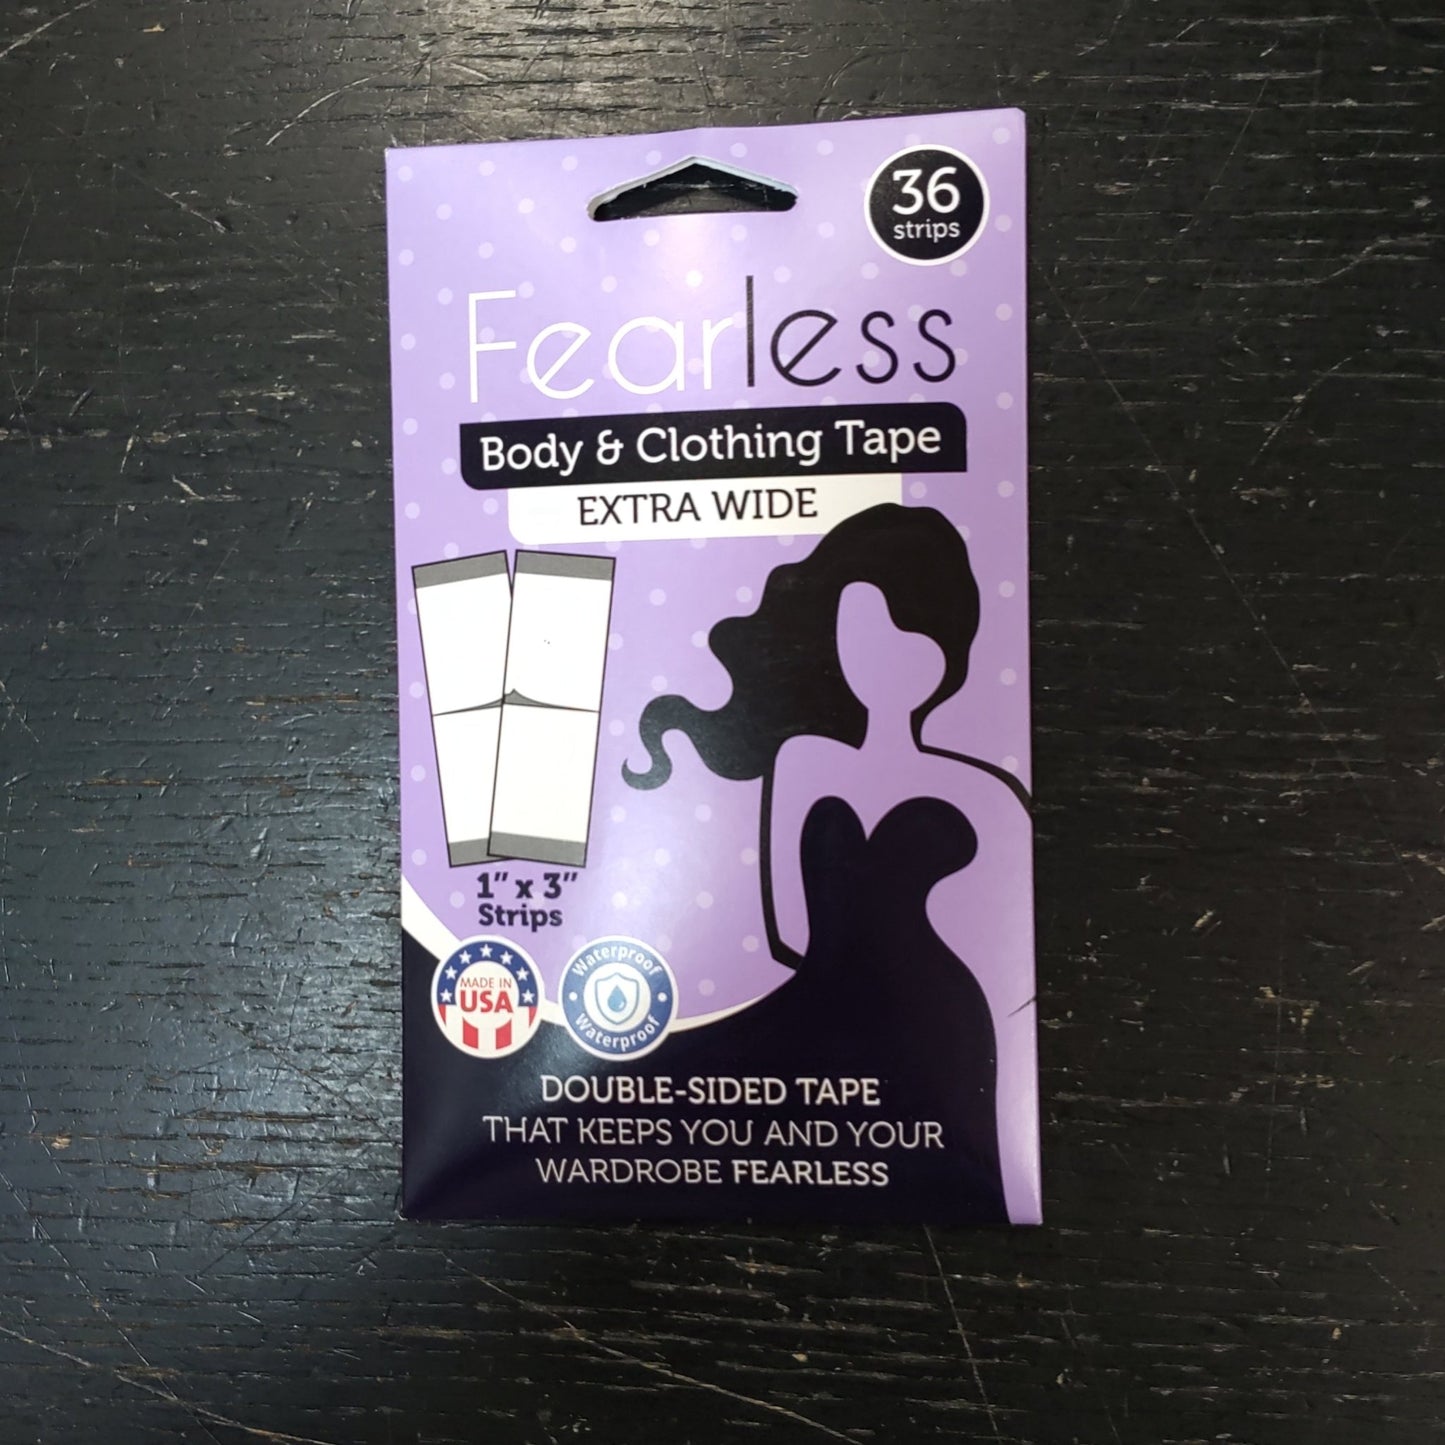 36
strips
Fearless
Body & Clothing Tape
EXTRA WIDE
1" x 3"
Strips
MADE IN
USA
Waterproof
Waterproof
DOUBLE-SIDED TAPE
THAT KEEPS YOU AND YOUR
WARDROBE FEARLESS